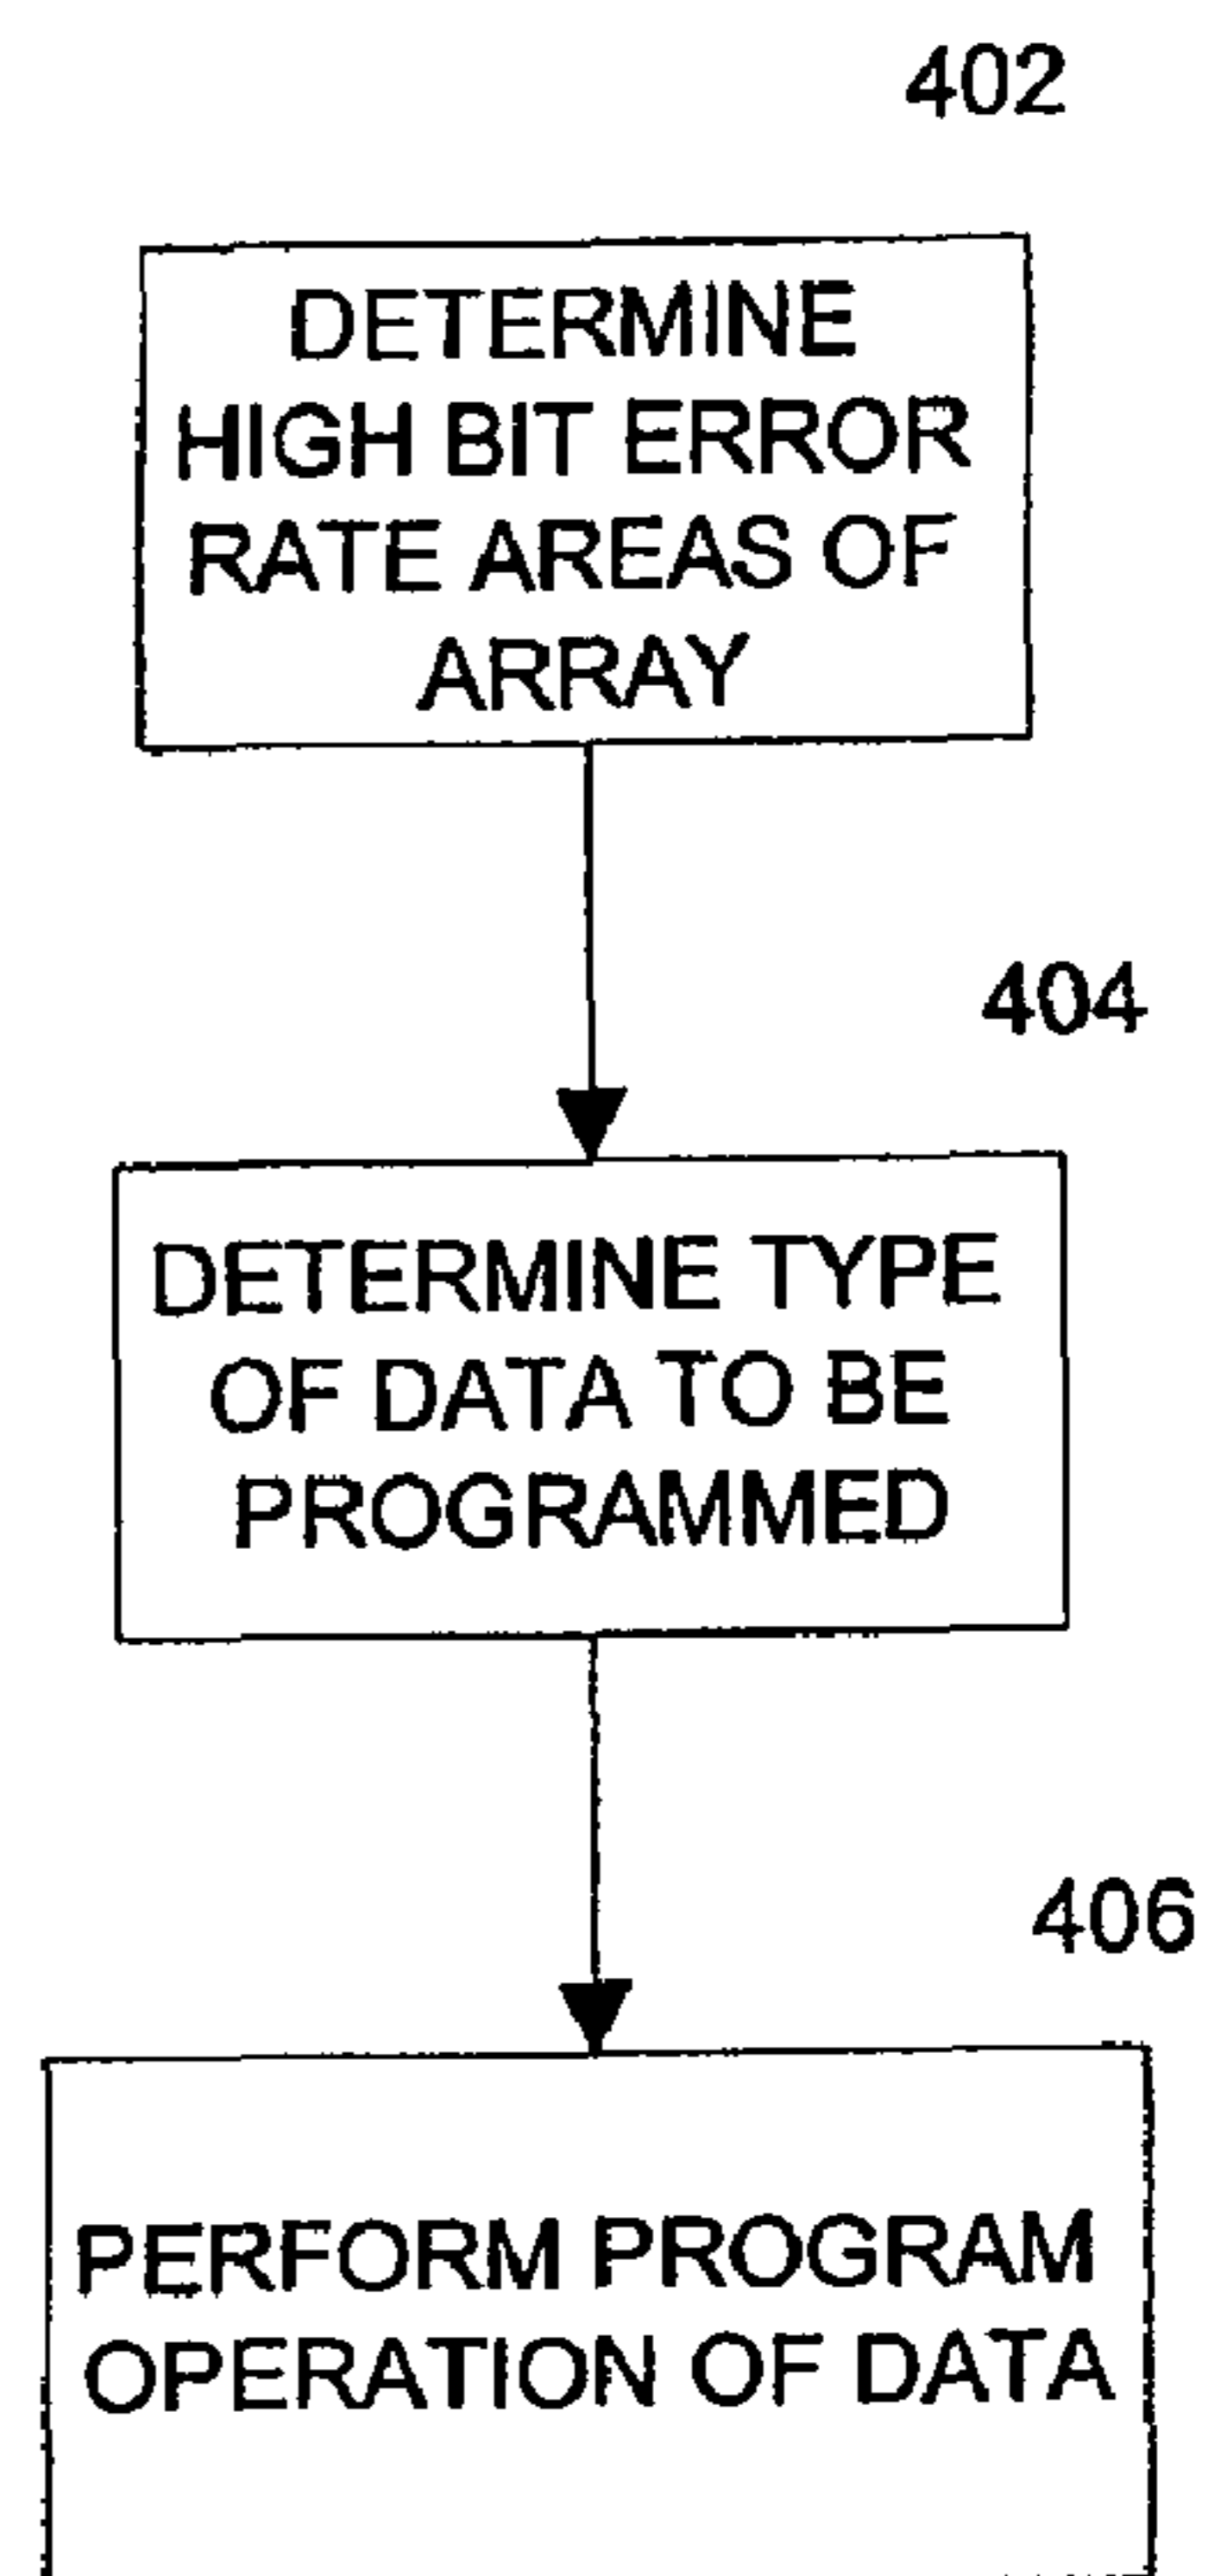 402
DETERMINE
HIGH BIT ERROR
RATE AREAS OF
ARRAY
404
DETERMINE TYPE
OF DATA TO BE
PROGRAMMED
406
PERFORM PROGRAM
OPERATION OF DATA